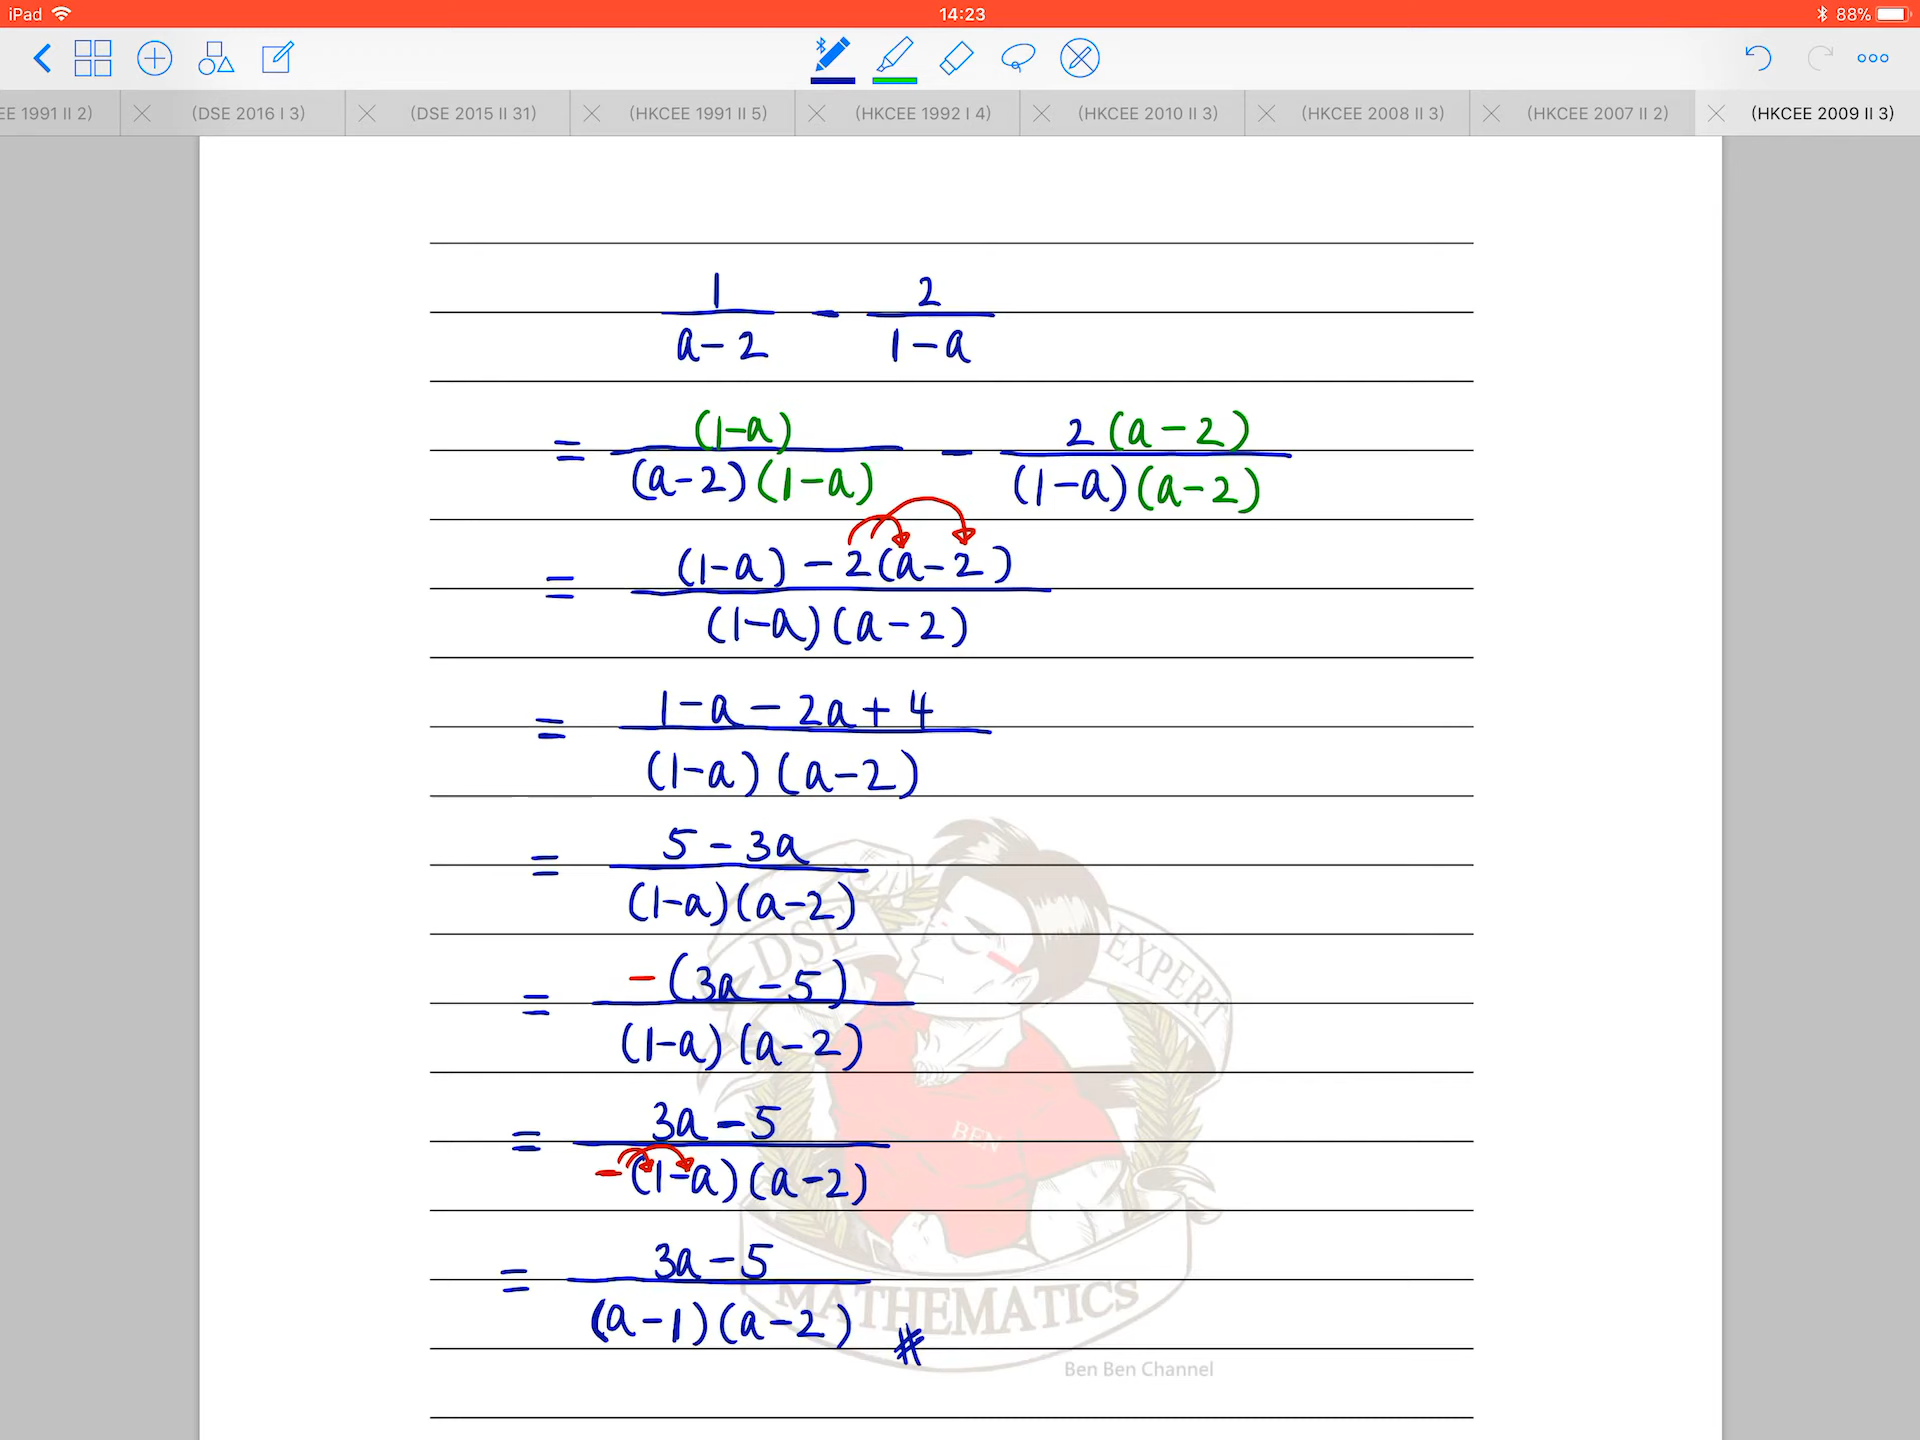 iPad 14:23 88%
EE 1991 II 2) (DSE 2016 I 3) (DSE 2015 II 31) (HKCEE 1991 II 5) (HKCEE 1992 I 4) (HKCEE 2010 II 3) (HKCEE 2008 II 3) (HKCEE 2007 II 2) (HKCEE 2009 II 3)
1 2
— - —
a-2 1-a
(1-a) 2(a-2)
= — - —
(a-2)(1-a) (1-a)(a-2)
(1-a)-2(a-2)
= —
(1-a)(a-2)
1-a-2a+4
= —
(1-a)(a-2)
5-3a
= —
(1-a)(a-2)
-(3a-5)
= —
(1-a)(a-2)
3a-5
= —
-(1-a)(a-2)
3a-5
= —
(a-1)(a-2) #
DSE EXPERT
BEN
MATHEMATICS
Ben Ben Channel